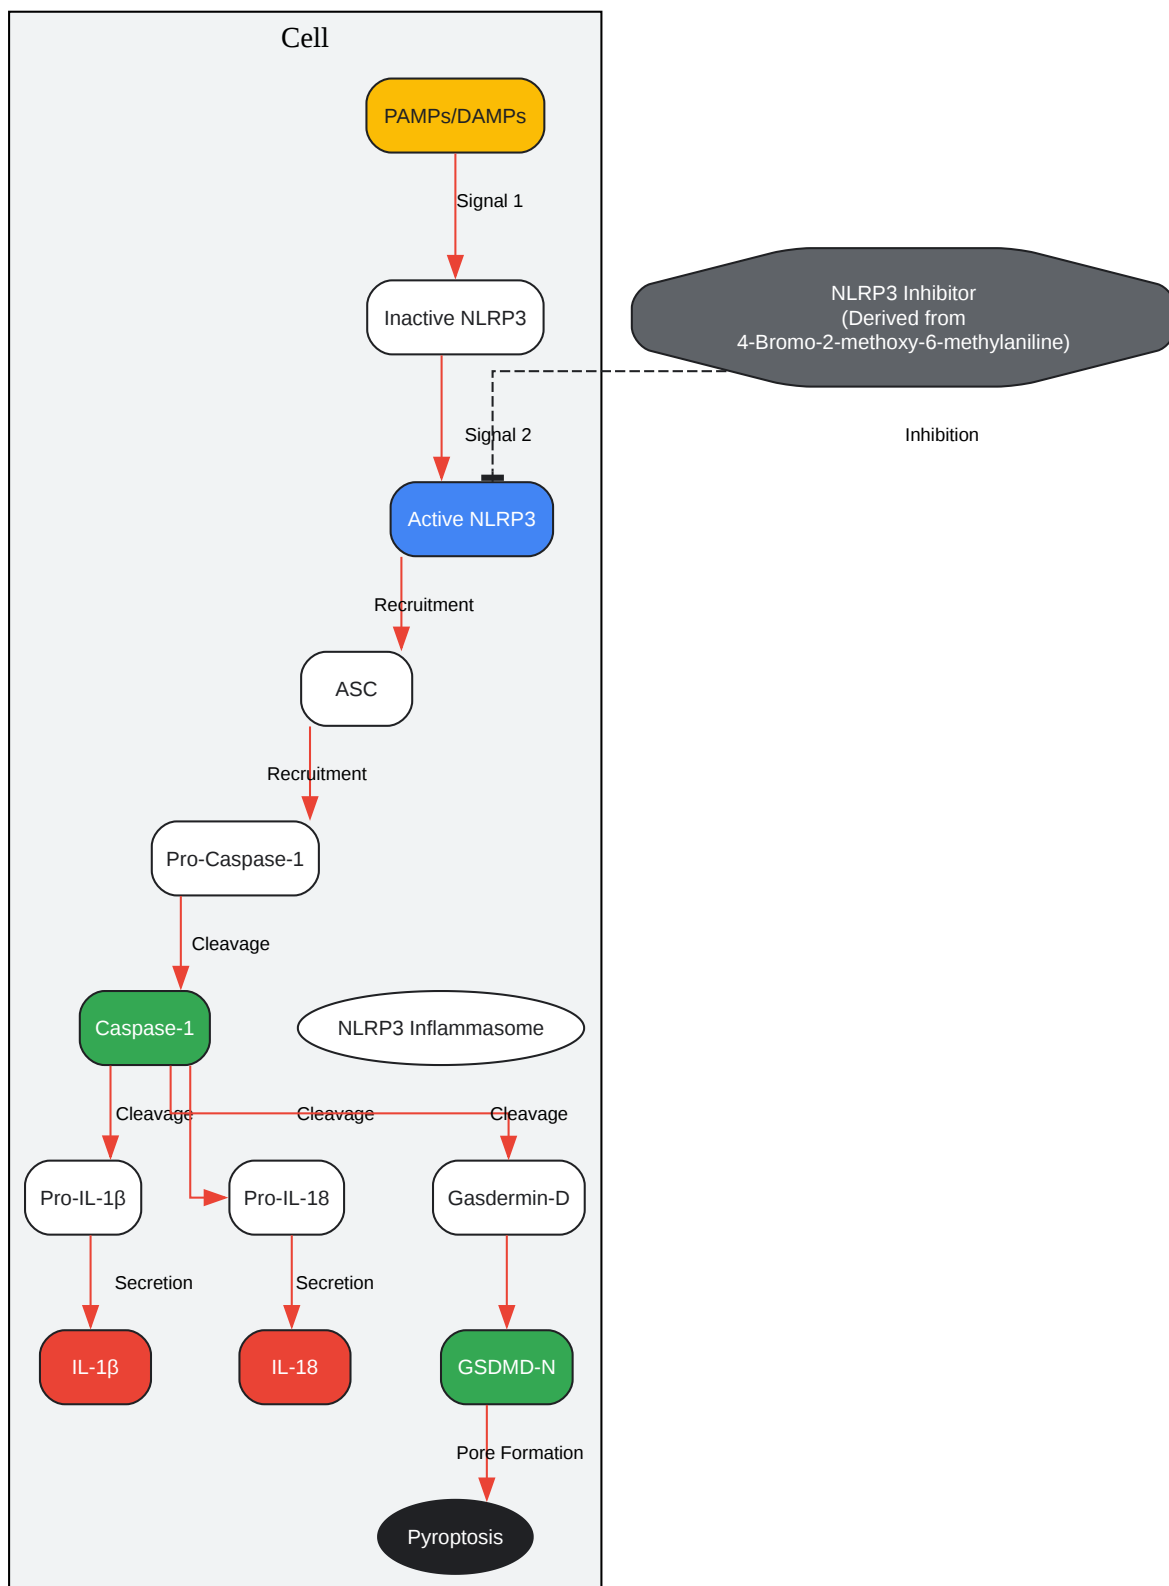 Cell
PAMPs/DAMPs
Signal 1
NLRP3 Inhibitor
(Derived from
4-Bromo-2-methoxy-6-methylaniline)
Inactive NLRP3
Signal 2
Inhibition
Active NLRP3
Recruitment
ASC
Recruitment
Pro-Caspase-1
Cleavage
Caspase-1
NLRP3 Inflammasome
Cleavage
Cleavage
Cleavage
Pro-IL-1β
Pro-IL-18
Gasdermin-D
Secretion
Secretion
IL-1β
IL-18
GSDMD-N
Pore Formation
Pyroptosis